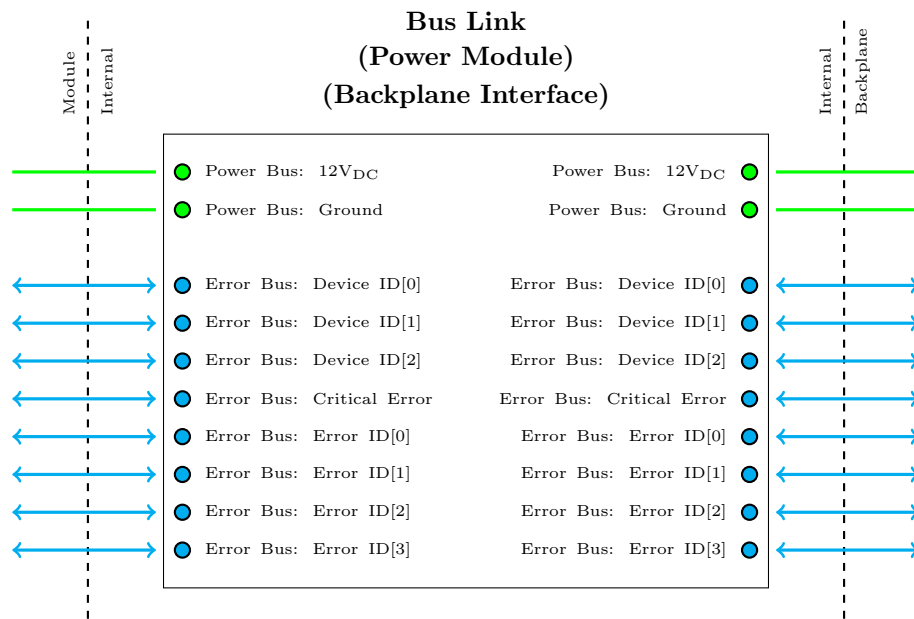 Bus Link
(Power Module)
(Backplane Interface)
Module
Internal
Internal
Backplane
Power Bus: 12V_DC Power Bus: 12V_DC
Power Bus: Ground Power Bus: Ground
Error Bus: Device ID[0] Error Bus: Device ID[0]
Error Bus: Device ID[1] Error Bus: Device ID[1]
Error Bus: Device ID[2] Error Bus: Device ID[2]
Error Bus: Critical Error Error Bus: Critical Error
Error Bus: Error ID[0] Error Bus: Error ID[0]
Error Bus: Error ID[1] Error Bus: Error ID[1]
Error Bus: Error ID[2] Error Bus: Error ID[2]
Error Bus: Error ID[3] Error Bus: Error ID[3]